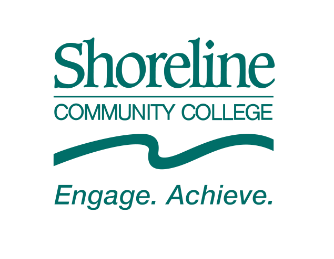 Shoreline
COMMUNITY COLLEGE
Engage. Achieve.